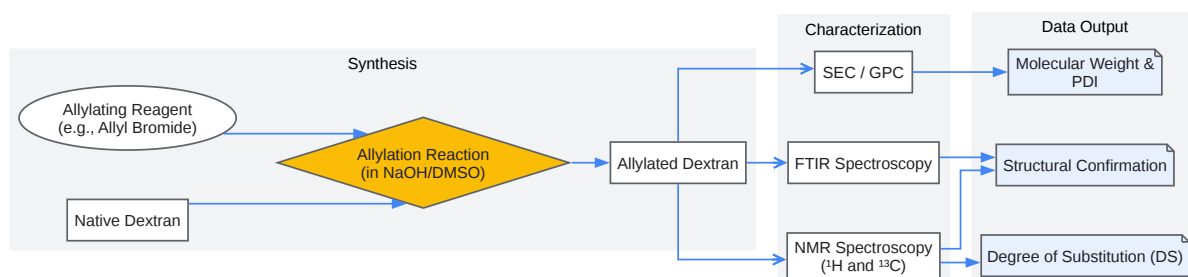 Characterization
Data Output
Synthesis
SEC / GPC
Molecular Weight &
PDI
Allylating Reagent
(e.g., Allyl Bromide)
Allylation Reaction
(in NaOH/DMSO)
Allylated Dextran
FTIR Spectroscopy
Structural Confirmation
Native Dextran
NMR Spectroscopy
(¹H and ¹³C)
Degree of Substitution (DS)